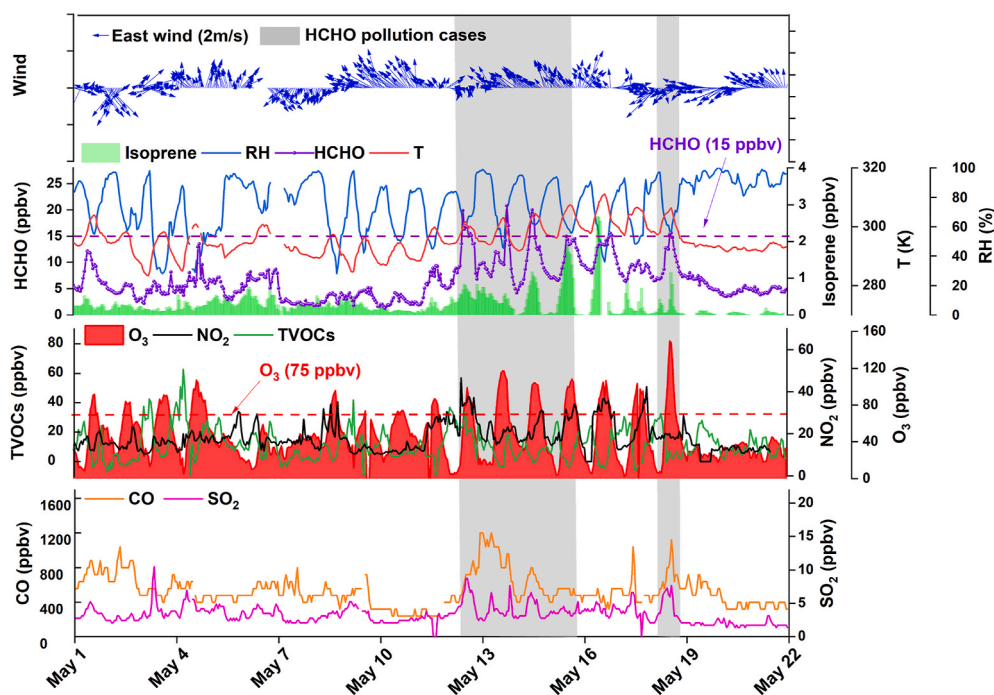 East wind (2m/s) HCHO pollution cases
Wind
HCHO (15 ppbv)
Isoprene RH HCHO T
HCHO (ppbv)
25
20
15
10
5
0
4
3
2
1
0
Isoprene (ppbv)
320
300
280
260
T (K)
100
80
60
40
20
0
RH (%)
O3 NO2 TVOCs
O3 (75 ppbv)
TVOCs (ppbv)
80
60
40
20
0
60
40
20
0
NO2 (ppbv)
160
120
80
40
0
O3 (ppbv)
CO SO2
CO (ppbv)
1600
1200
800
400
0
20
15
10
5
0
SO2 (ppbv)
May 1 May 4 May 7 May 10 May 13 May 16 May 19 May 22